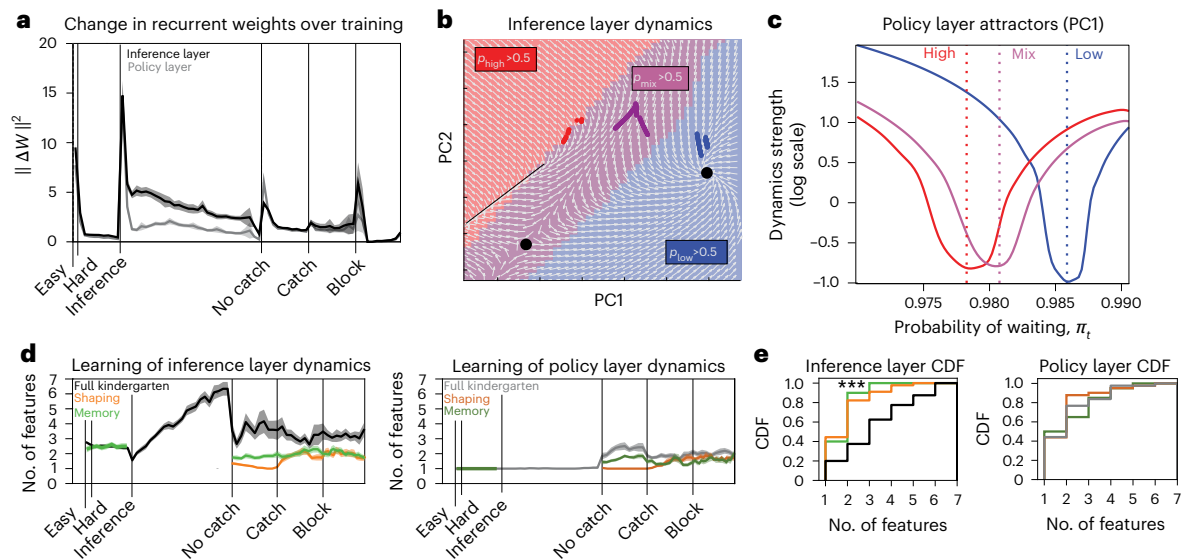 a
Change in recurrent weights over training
20
15
10
5
0
|| ΔW ||²
Inference layer
Policy layer
Easy
Hard
Inference
No catch
Catch
Block
b
Inference layer dynamics
p_high >0.5
p_mix >0.5
p_low >0.5
PC2
PC1
c
Policy layer attractors (PC1)
High
Mix
Low
1.5
1.0
0.5
0
−0.5
−1.0
Dynamics strength
(log scale)
0.975
0.980
0.985
0.990
Probability of waiting, π_t
d
Learning of inference layer dynamics
7
6
5
4
3
2
1
0
No. of features
Full kindergarten
Shaping
Memory
Easy
Hard
Inference
No catch
Catch
Block
Learning of policy layer dynamics
7
6
5
4
3
2
1
0
No. of features
Full kindergarten
Shaping
Memory
Easy
Hard
Inference
No catch
Catch
Block
e
Inference layer CDF
***
1.0
0.8
0.6
0.4
0.2
0
CDF
1 2 3 4 5 6 7
No. of features
Policy layer CDF
1.0
0.8
0.6
0.4
0.2
0
CDF
1 2 3 4 5 6 7
No. of features